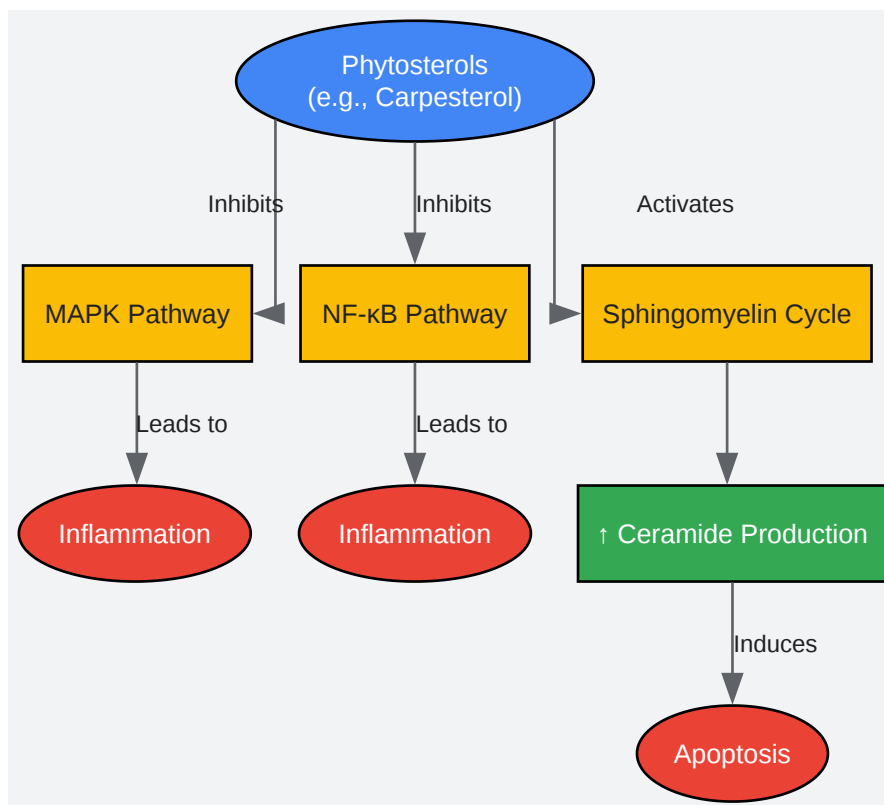 Phytosterols
(e.g., Carpesterol)
Inhibits
Inhibits
Activates
MAPK Pathway
NF-κB Pathway
Sphingomyelin Cycle
Leads to
Leads to
Inflammation
Inflammation
↑ Ceramide Production
Induces
Apoptosis